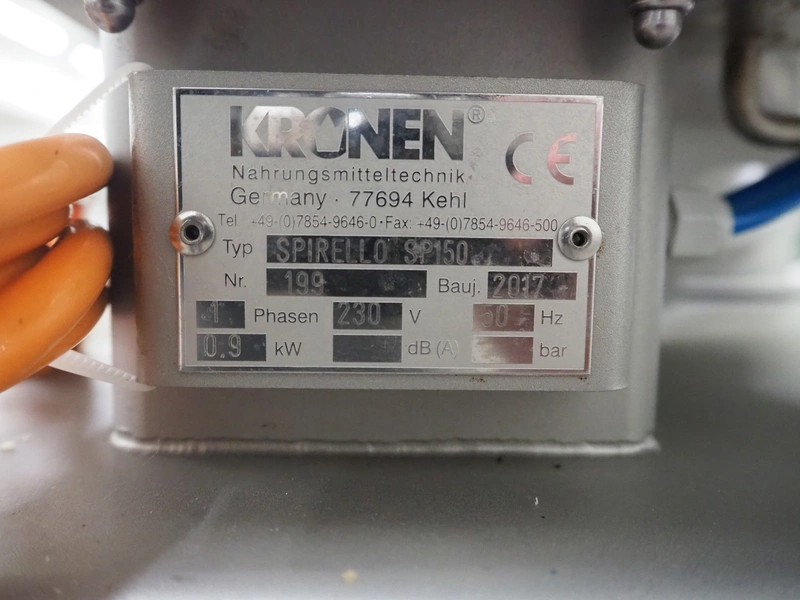 KRONEN®
CE
Nahrungsmitteltechnik
Germany · 77694 Kehl
Tel. +49-(0)7854-9646-0 · Fax: +49-(0)7854-9646-500
Typ SPIRELLO SP150
Nr. 199 Bauj. 2017
1 Phasen 230 V 50 Hz
0.9 kW dB (A) bar